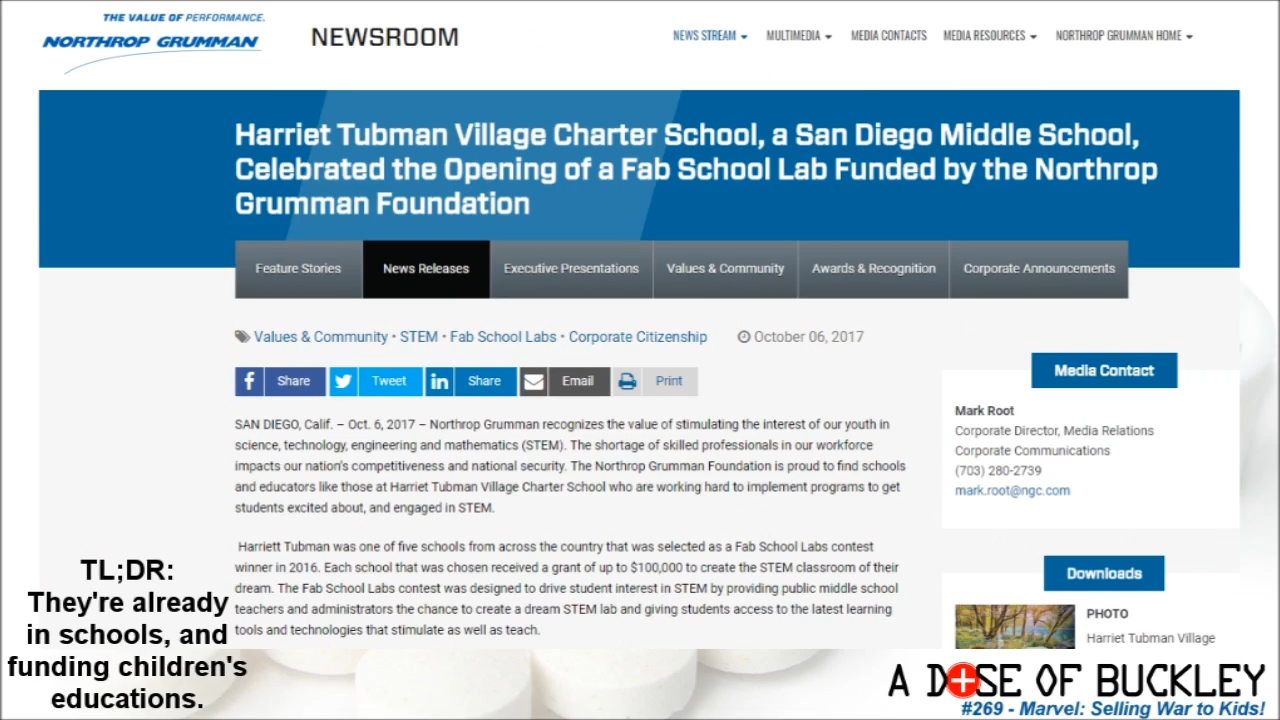 THE VALUE OF PERFORMANCE.
NORTHROP GRUMMAN
NEWSROOM
NEWS STREAM
MULTIMEDIA
MEDIA CONTACTS
MEDIA RESOURCES
NORTHROP GRUMMAN HOME
Harriet Tubman Village Charter School, a San Diego Middle School,
Celebrated the Opening of a Fab School Lab Funded by the Northrop
Grumman Foundation
Feature Stories
News Releases
Executive Presentations
Values & Community
Awards & Recognition
Corporate Announcements
Values & Community • STEM • Fab School Labs • Corporate Citizenship
October 06, 2017
f Share
Tweet
in Share
Email
Print
SAN DIEGO, Calif. – Oct. 6, 2017 – Northrop Grumman recognizes the value of stimulating the interest of our youth in
science, technology, engineering and mathematics (STEM). The shortage of skilled professionals in our workforce
impacts our nation's competitiveness and national security. The Northrop Grumman Foundation is proud to find schools
and educators like those at Harriet Tubman Village Charter School who are working hard to implement programs to get
students excited about, and engaged in STEM.
Harriett Tubman was one of five schools from across the country that was selected as a Fab School Labs contest
winner in 2016. Each school that was chosen received a grant of up to $100,000 to create the STEM classroom of their
dream. The Fab School Labs contest was designed to drive student interest in STEM by providing public middle school
teachers and administrators the chance to create a dream STEM lab and giving students access to the latest learning
tools and technologies that stimulate as well as teach.
Media Contact
Mark Root
Corporate Director, Media Relations
Corporate Communications
(703) 280-2739
mark.root@ngc.com
Downloads
PHOTO
Harriet Tubman Village
TL;DR:
They're already
in schools, and
funding children's
educations.
A DOSE OF BUCKLEY
#269 - Marvel: Selling War to Kids!